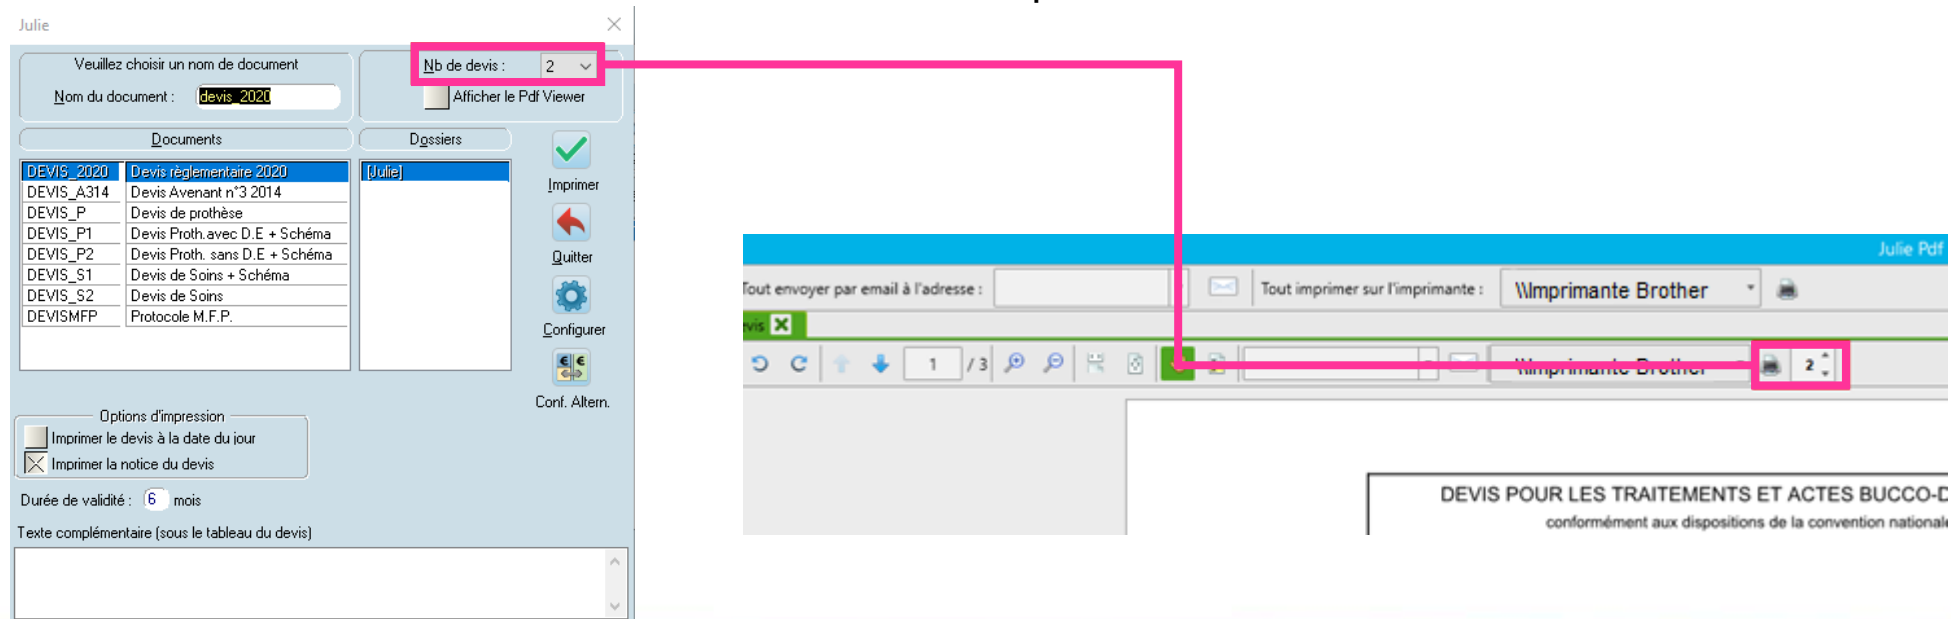 Julie
Veuillez choisir un nom de document
Nom du document : devis_2020
Nb de devis : 2
Afficher le Pdf Viewer
Documents
Dossiers
DEVIS_2020 Devis règlementaire 2020
DEVIS_A314 Devis Avenant n°3 2014
DEVIS_P Devis de prothèse
DEVIS_P1 Devis Proth.avec D.E + Schéma
DEVIS_P2 Devis Proth. sans D.E + Schéma
DEVIS_S1 Devis de Soins + Schéma
DEVIS_S2 Devis de Soins
DEVISMFP Protocole M.F.P.
[Julie]
Imprimer
Quitter
Configurer
Conf. Altern.
Options d'impression
Imprimer le devis à la date du jour
Imprimer la notice du devis
Durée de validité : 6 mois
Texte complémentaire (sous le tableau du devis)
Julie Pdf
Tout envoyer par email à l'adresse :
Tout imprimer sur l'imprimante : \\Imprimante Brother
evis
1 / 3
\\Imprimante Brother
2
DEVIS POUR LES TRAITEMENTS ET ACTES BUCCO-D
conformément aux dispositions de la convention nationale